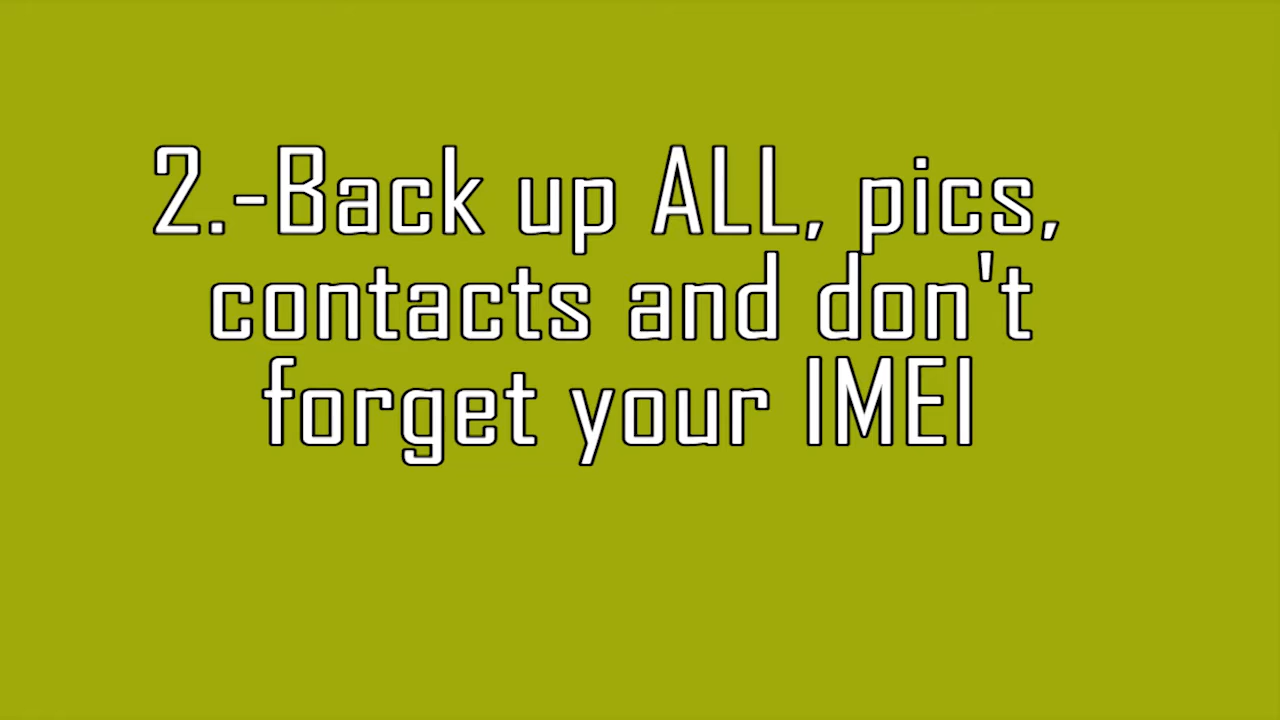 2.-Back up ALL, pics,
contacts and don't
forget your IMEI